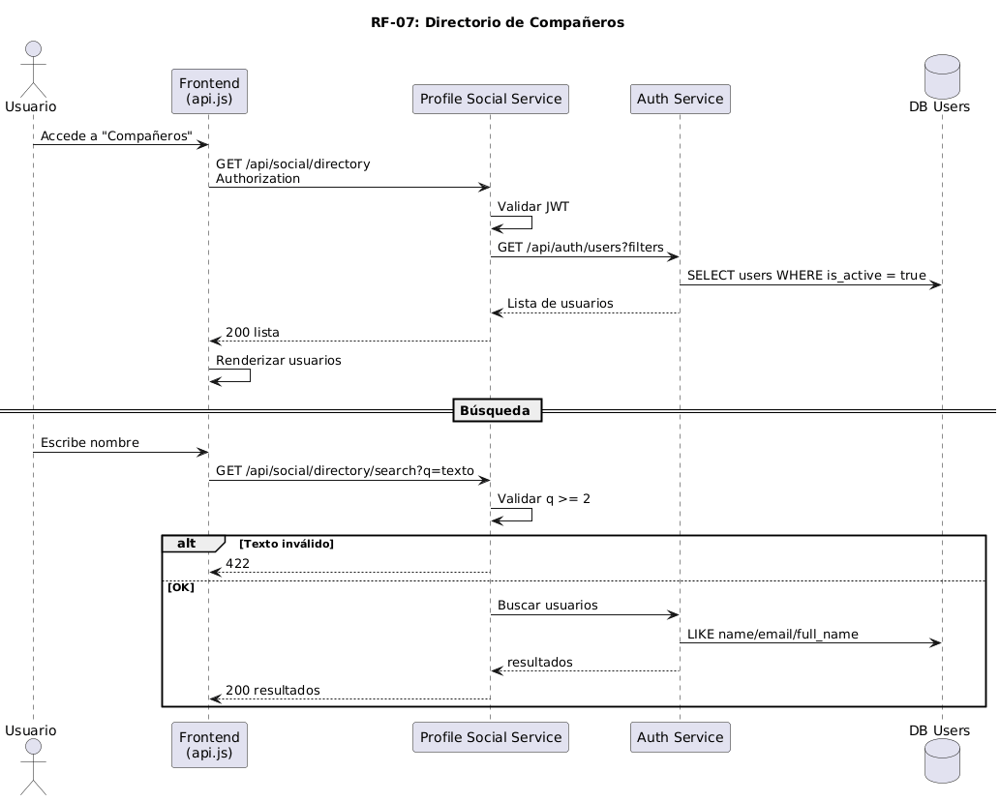 RF-07: Directorio de Compañeros
Usuario
Frontend
(api.js)
Profile Social Service
Auth Service
DB Users
Accede a "Compañeros"
GET /api/social/directory
Authorization
Validar JWT
GET /api/auth/users?filters
SELECT users WHERE is_active = true
Lista de usuarios
200 lista
Renderizar usuarios
Búsqueda
Escribe nombre
GET /api/social/directory/search?q=texto
Validar q >= 2
alt [Texto inválido]
422
[OK]
Buscar usuarios
LIKE name/email/full_name
resultados
200 resultados
Usuario
Frontend
(api.js)
Profile Social Service
Auth Service
DB Users